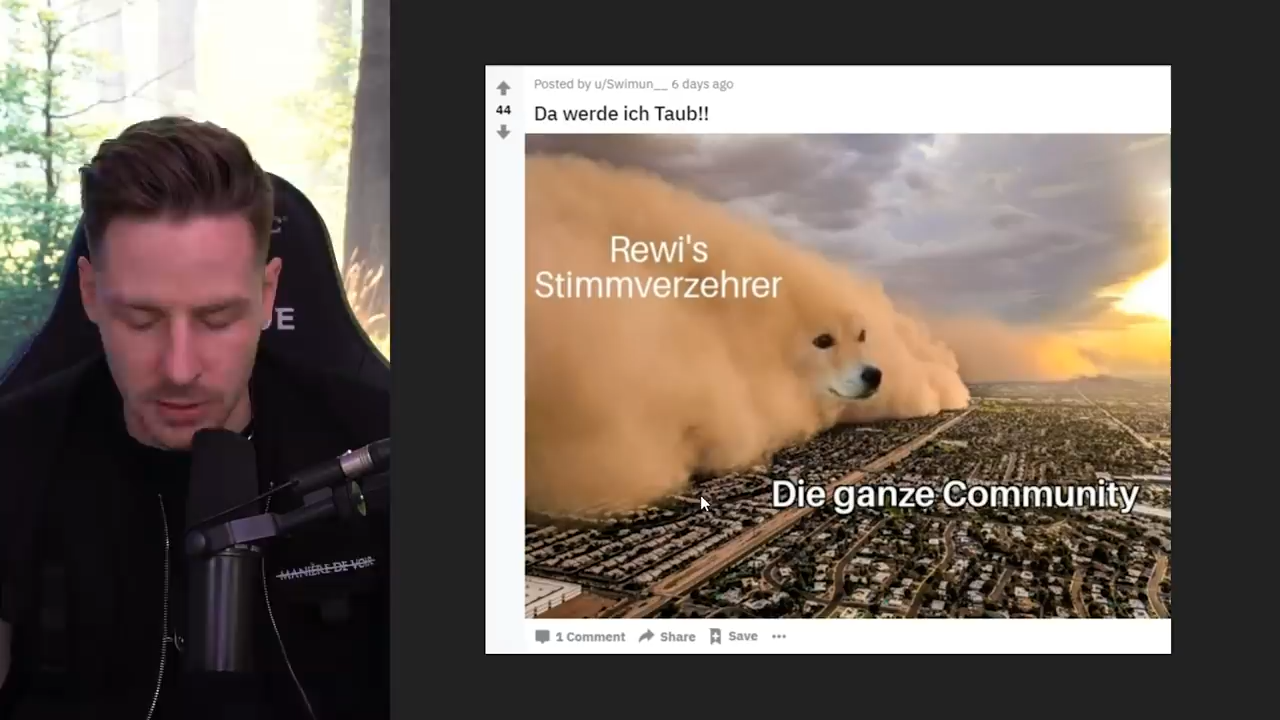 Posted by u/Swimun__ 6 days ago
44
Da werde ich Taub!!
Rewi's
Stimmverzehrer
Die ganze Community
1 Comment Share Save
MANIÈRE DE VOIR